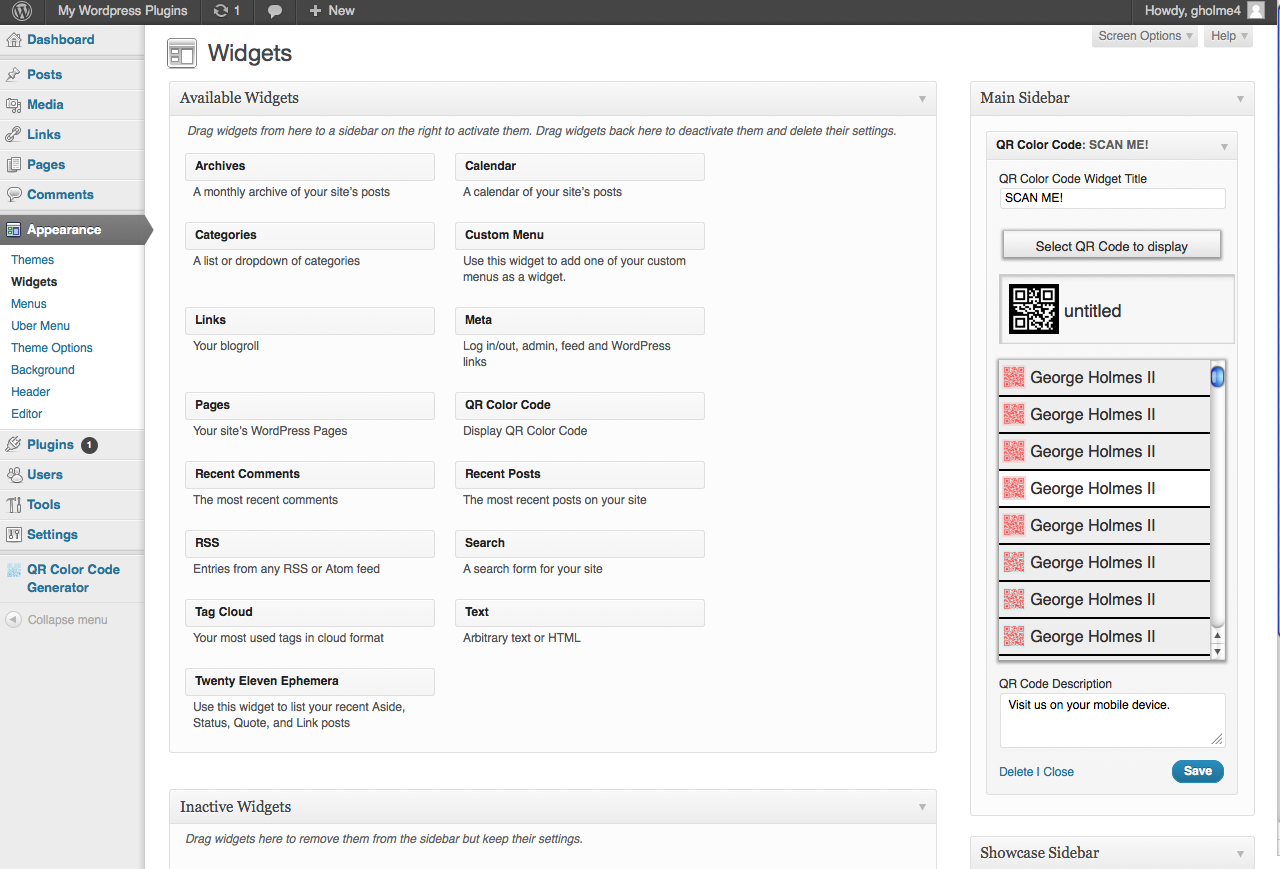 My Wordpress Plugins 1 New Howdy, gholme4
Dashboard
Posts
Media
Links
Pages
Comments
Appearance
Themes
Widgets
Menus
Uber Menu
Theme Options
Background
Header
Editor
Plugins 1
Users
Tools
Settings
QR Color Code
Generator
Collapse menu
Screen Options Help
Widgets
Available Widgets
Drag widgets from here to a sidebar on the right to activate them. Drag widgets back here to deactivate them and delete their settings.
Archives
A monthly archive of your site's posts
Calendar
A calendar of your site's posts
Categories
A list or dropdown of categories
Custom Menu
Use this widget to add one of your custom
menus as a widget.
Links
Your blogroll
Meta
Log in/out, admin, feed and WordPress
links
Pages
Your site's WordPress Pages
QR Color Code
Display QR Color Code
Recent Comments
The most recent comments
Recent Posts
The most recent posts on your site
RSS
Entries from any RSS or Atom feed
Search
A search form for your site
Tag Cloud
Your most used tags in cloud format
Text
Arbitrary text or HTML
Twenty Eleven Ephemera
Use this widget to list your recent Aside,
Status, Quote, and Link posts
Inactive Widgets
Drag widgets here to remove them from the sidebar but keep their settings.
Main Sidebar
QR Color Code: SCAN ME!
QR Color Code Widget Title
SCAN ME!
Select QR Code to display
untitled
George Holmes II
George Holmes II
George Holmes II
George Holmes II
George Holmes II
George Holmes II
George Holmes II
George Holmes II
QR Code Description
Visit us on your mobile device.
Delete | Close Save
Showcase Sidebar